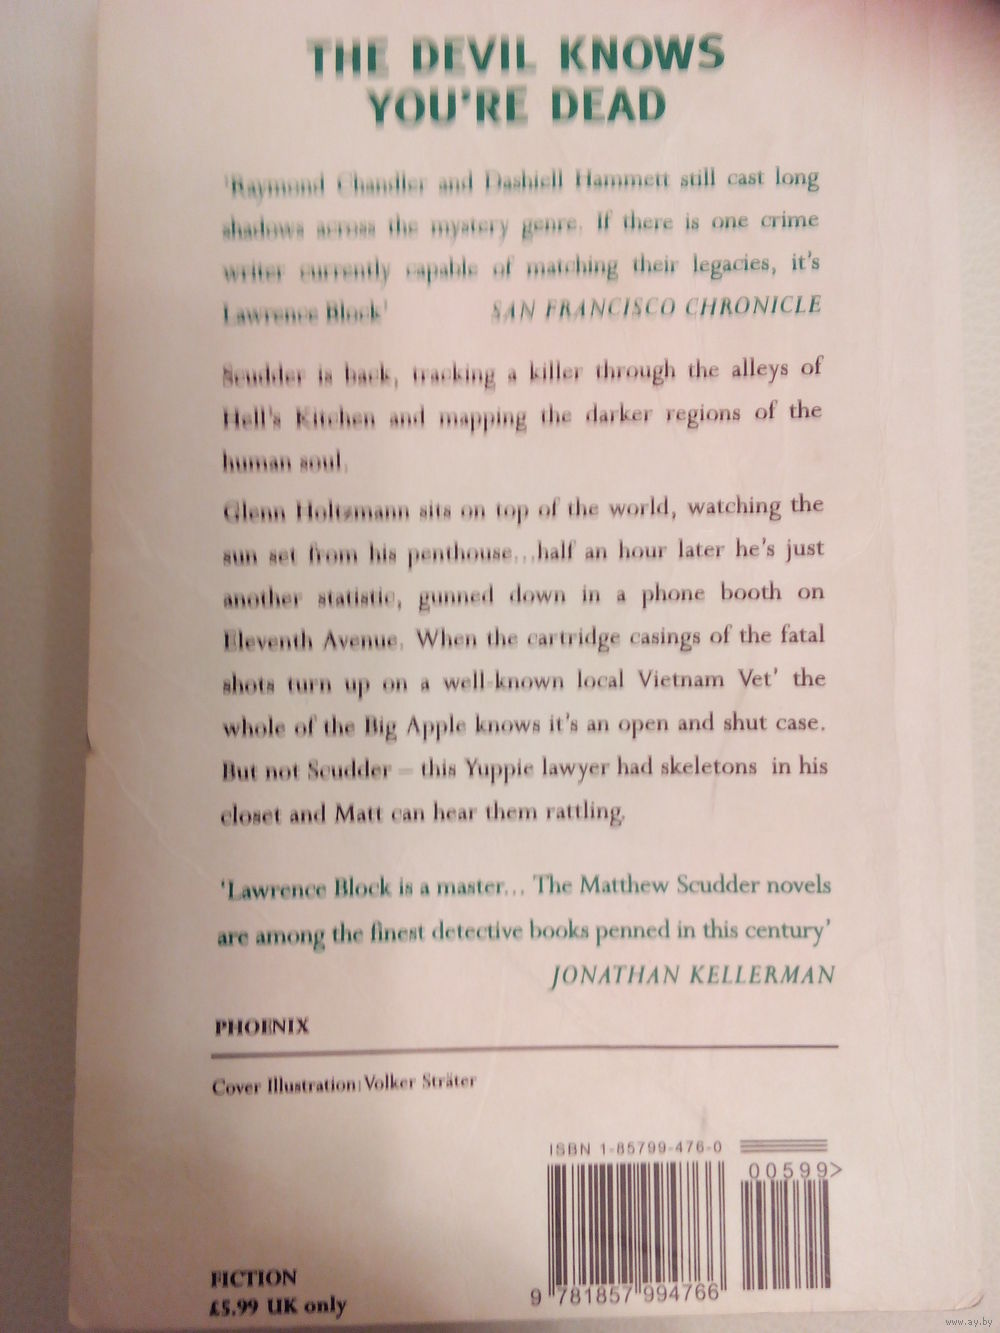 THE DEVIL KNOWS
YOU'RE DEAD
'Raymond Chandler and Dashiell Hammett still cast long
shadows across the mystery genre. If there is one crime
writer currently capable of matching their legacies, it's
Lawrence Block' SAN FRANCISCO CHRONICLE
Scudder is back, tracking a killer through the alleys of
Hell's Kitchen and mapping the darker regions of the
human soul.
Glenn Holtzmann sits on top of the world, watching the
sun set from his penthouse...half an hour later he's just
another statistic, gunned down in a phone booth on
Eleventh Avenue. When the cartridge casings of the fatal
shots turn up on a well-known local Vietnam Vet' the
whole of the Big Apple knows it's an open and shut case.
But not Scudder – this Yuppie lawyer had skeletons in his
closet and Matt can hear them rattling.
'Lawrence Block is a master... The Matthew Scudder novels
are among the finest detective books penned in this century'
JONATHAN KELLERMAN
PHOENIX
Cover Illustration: Volker Sträter
ISBN 1-85799-476-0
00599>
9 781857 994766
FICTION
£5.99 UK only
www.ay.by